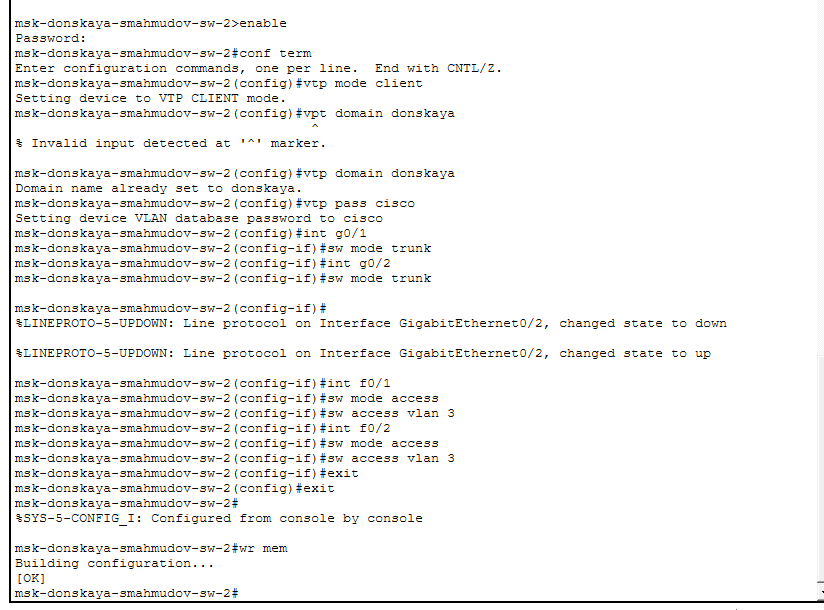 msk-donskaya-smahmudov-sw-2>enable
Password:
msk-donskaya-smahmudov-sw-2#conf term
Enter configuration commands, one per line.  End with CNTL/Z.
msk-donskaya-smahmudov-sw-2(config)#vtp mode client
Setting device to VTP CLIENT mode.
msk-donskaya-smahmudov-sw-2(config)#vpt domain donskaya
^
% Invalid input detected at '^' marker.
msk-donskaya-smahmudov-sw-2(config)#vtp domain donskaya
Domain name already set to donskaya.
msk-donskaya-smahmudov-sw-2(config)#vtp pass cisco
Setting device VLAN database password to cisco
msk-donskaya-smahmudov-sw-2(config)#int g0/1
msk-donskaya-smahmudov-sw-2(config-if)#sw mode trunk
msk-donskaya-smahmudov-sw-2(config-if)#int g0/2
msk-donskaya-smahmudov-sw-2(config-if)#sw mode trunk
msk-donskaya-smahmudov-sw-2(config-if)#
%LINEPROTO-5-UPDOWN: Line protocol on Interface GigabitEthernet0/2, changed state to down
%LINEPROTO-5-UPDOWN: Line protocol on Interface GigabitEthernet0/2, changed state to up
msk-donskaya-smahmudov-sw-2(config-if)#int f0/1
msk-donskaya-smahmudov-sw-2(config-if)#sw mode access
msk-donskaya-smahmudov-sw-2(config-if)#sw access vlan 3
msk-donskaya-smahmudov-sw-2(config-if)#int f0/2
msk-donskaya-smahmudov-sw-2(config-if)#sw mode access
msk-donskaya-smahmudov-sw-2(config-if)#sw access vlan 3
msk-donskaya-smahmudov-sw-2(config-if)#exit
msk-donskaya-smahmudov-sw-2(config)#exit
msk-donskaya-smahmudov-sw-2#
%SYS-5-CONFIG_I: Configured from console by console
msk-donskaya-smahmudov-sw-2#wr mem
Building configuration...
[OK]
msk-donskaya-smahmudov-sw-2#